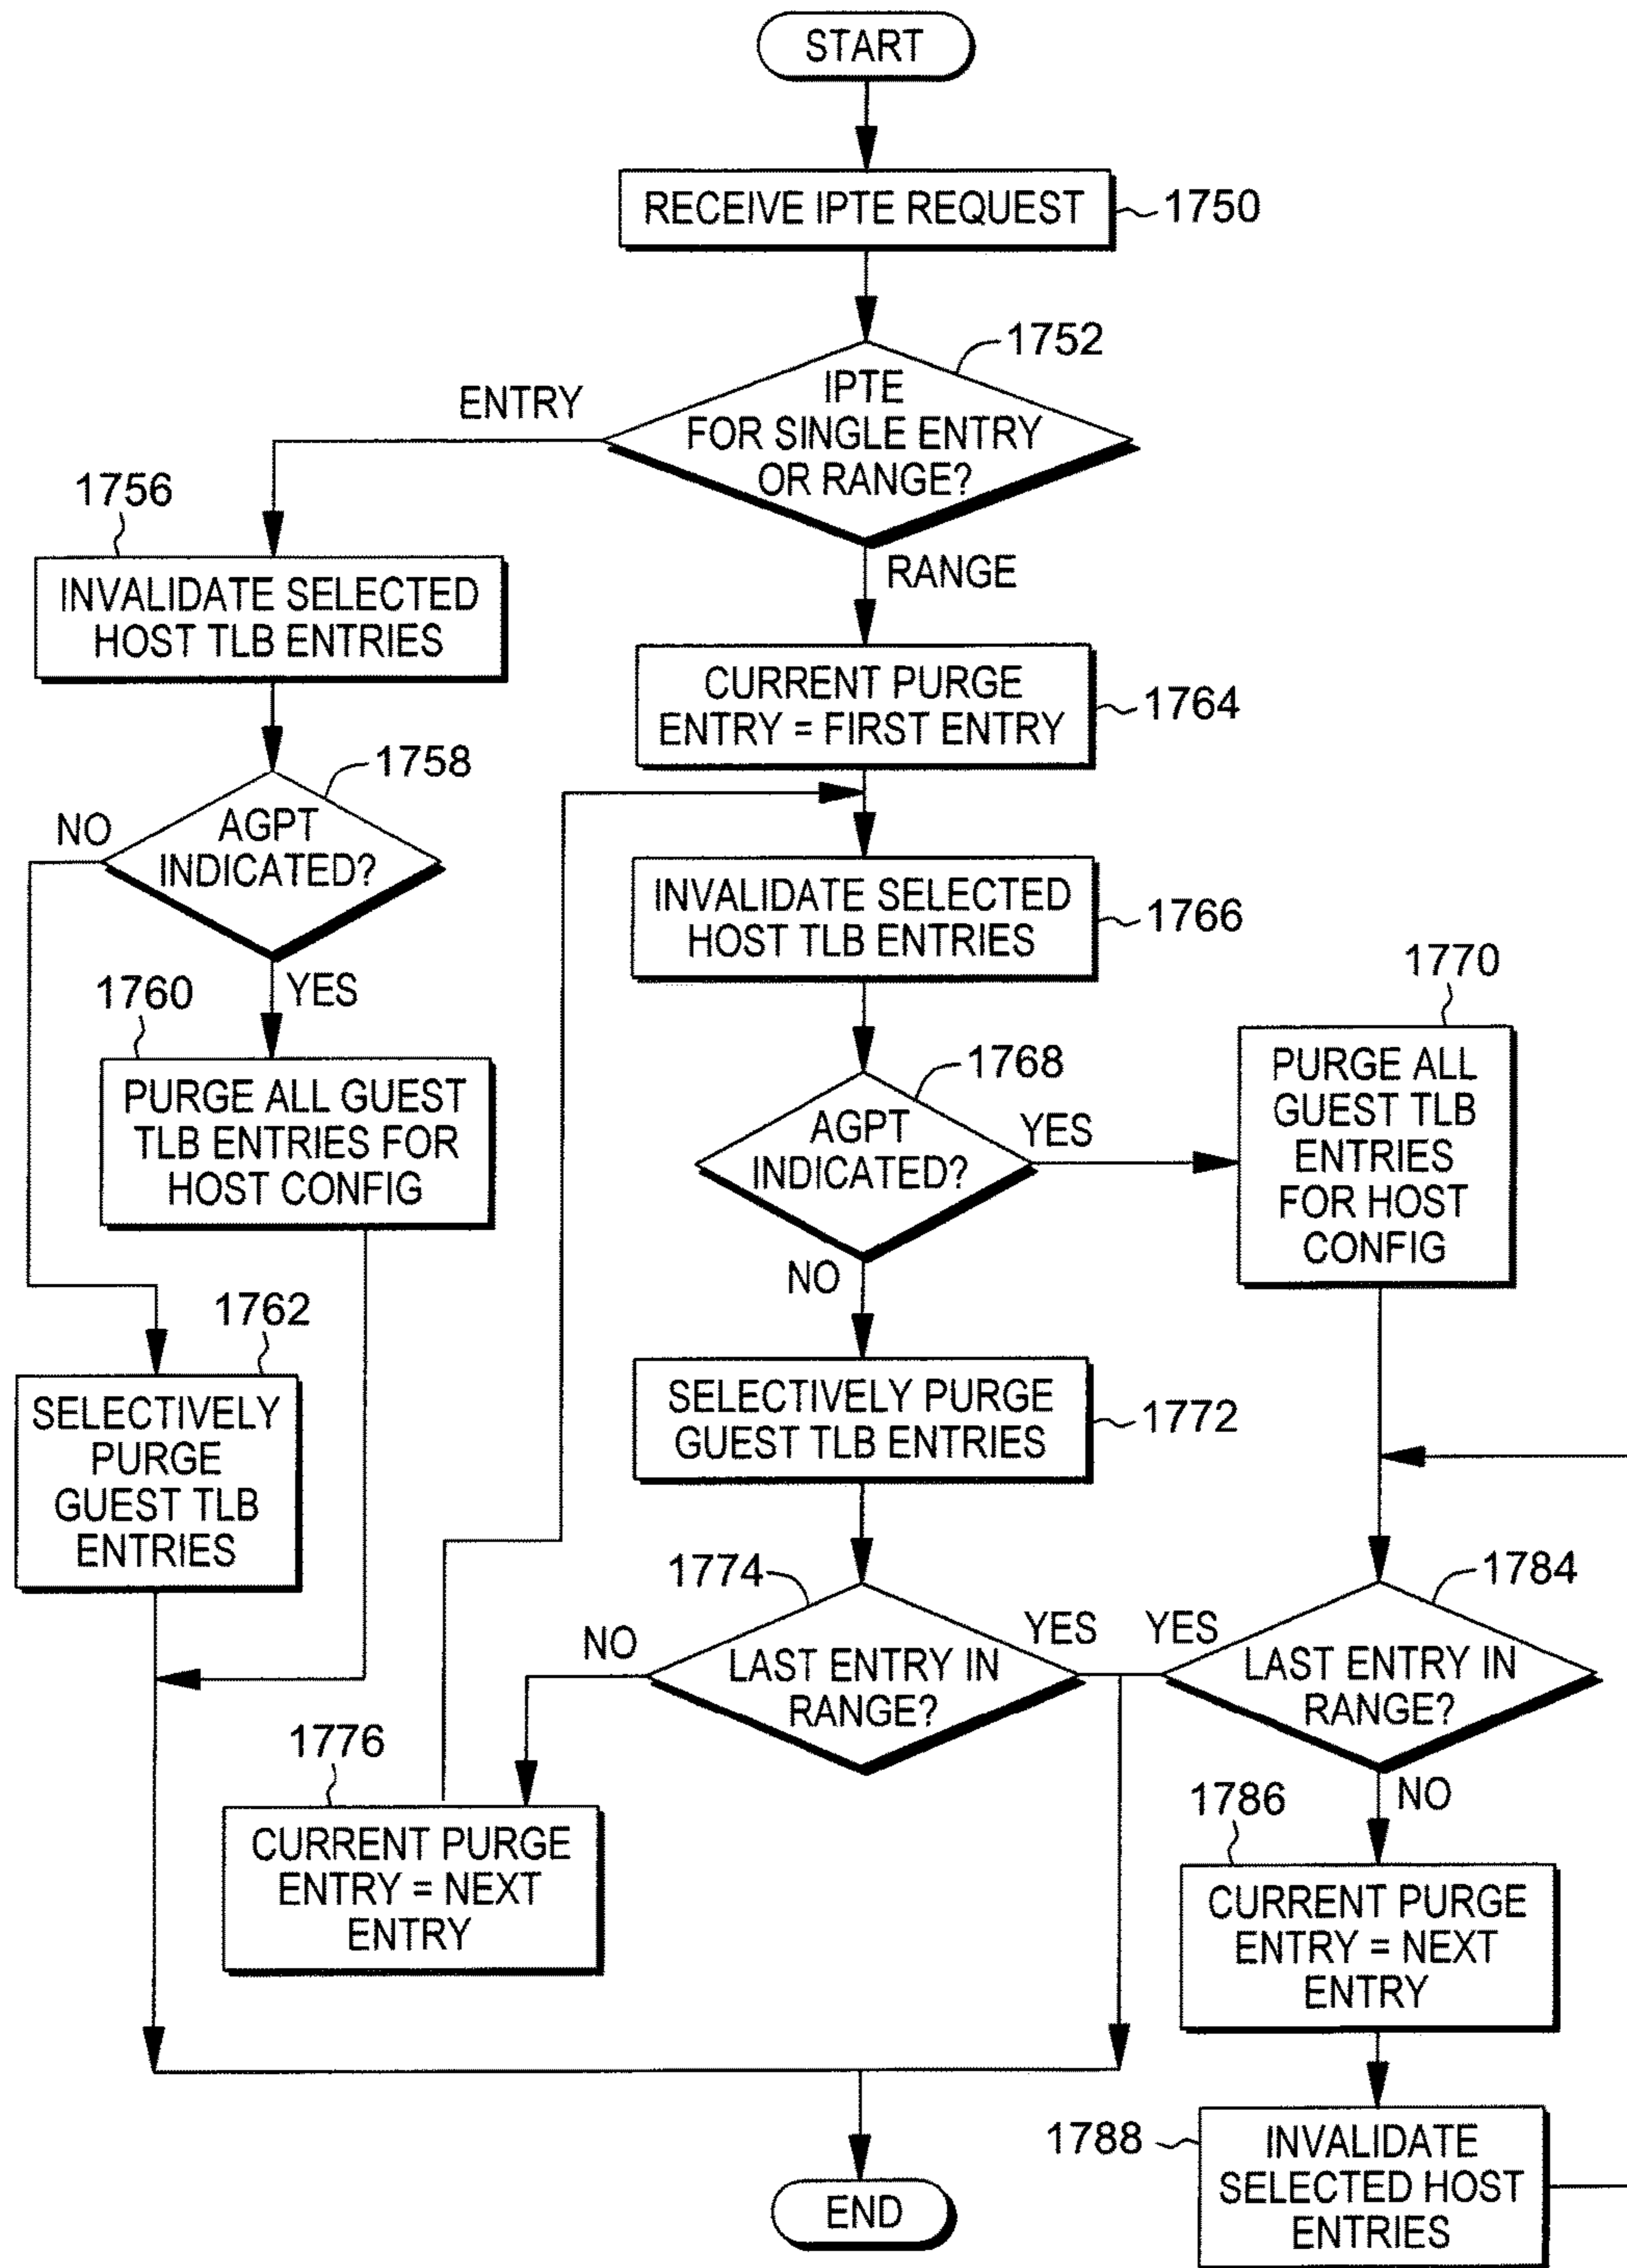 START
RECEIVE IPTE REQUEST
1750
1752
IPTE
FOR SINGLE ENTRY
OR RANGE?
ENTRY
RANGE
1756
INVALIDATE SELECTED
HOST TLB ENTRIES
1758
AGPT
INDICATED?
NO
YES
1760
PURGE ALL GUEST
TLB ENTRIES FOR
HOST CONFIG
1762
SELECTIVELY
PURGE
GUEST TLB
ENTRIES
CURRENT PURGE
ENTRY = FIRST ENTRY
1764
INVALIDATE SELECTED
HOST TLB ENTRIES
1766
1768
AGPT
INDICATED?
YES
NO
1770
PURGE ALL
GUEST TLB
ENTRIES
FOR HOST
CONFIG
SELECTIVELY PURGE
GUEST TLB ENTRIES
1772
1774
LAST ENTRY IN
RANGE?
NO
YES
1776
CURRENT PURGE
ENTRY = NEXT
ENTRY
1784
YES
LAST ENTRY IN
RANGE?
NO
1786
CURRENT PURGE
ENTRY = NEXT
ENTRY
1788
INVALIDATE
SELECTED HOST
ENTRIES
END